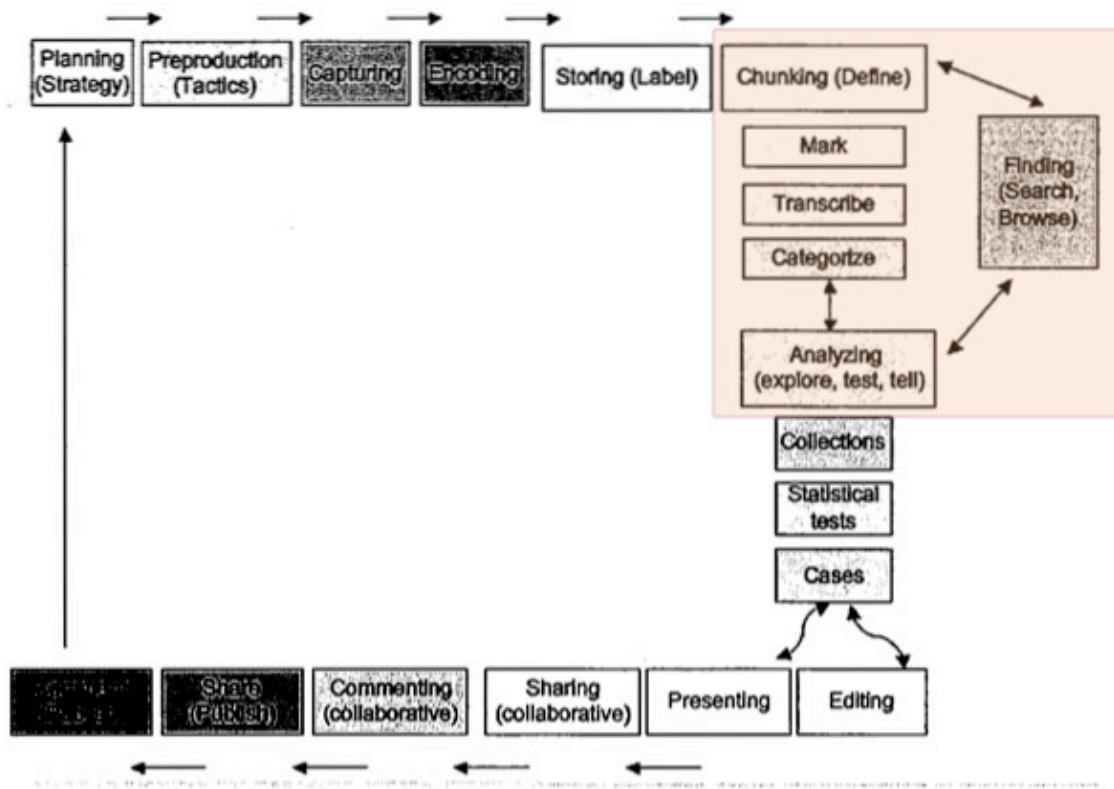 Planning
(Strategy)
Preproduction
(Tactics)
Capturing
Encoding
Storing (Label)
Chunking (Define)
Mark
Transcribe
Categorize
Finding
(Search,
Browse)
Analyzing
(explore, test, tell)
Collections
Statistical
tests
Cases
Share
(Publish)
Commenting
(collaborative)
Sharing
(collaborative)
Presenting
Editing